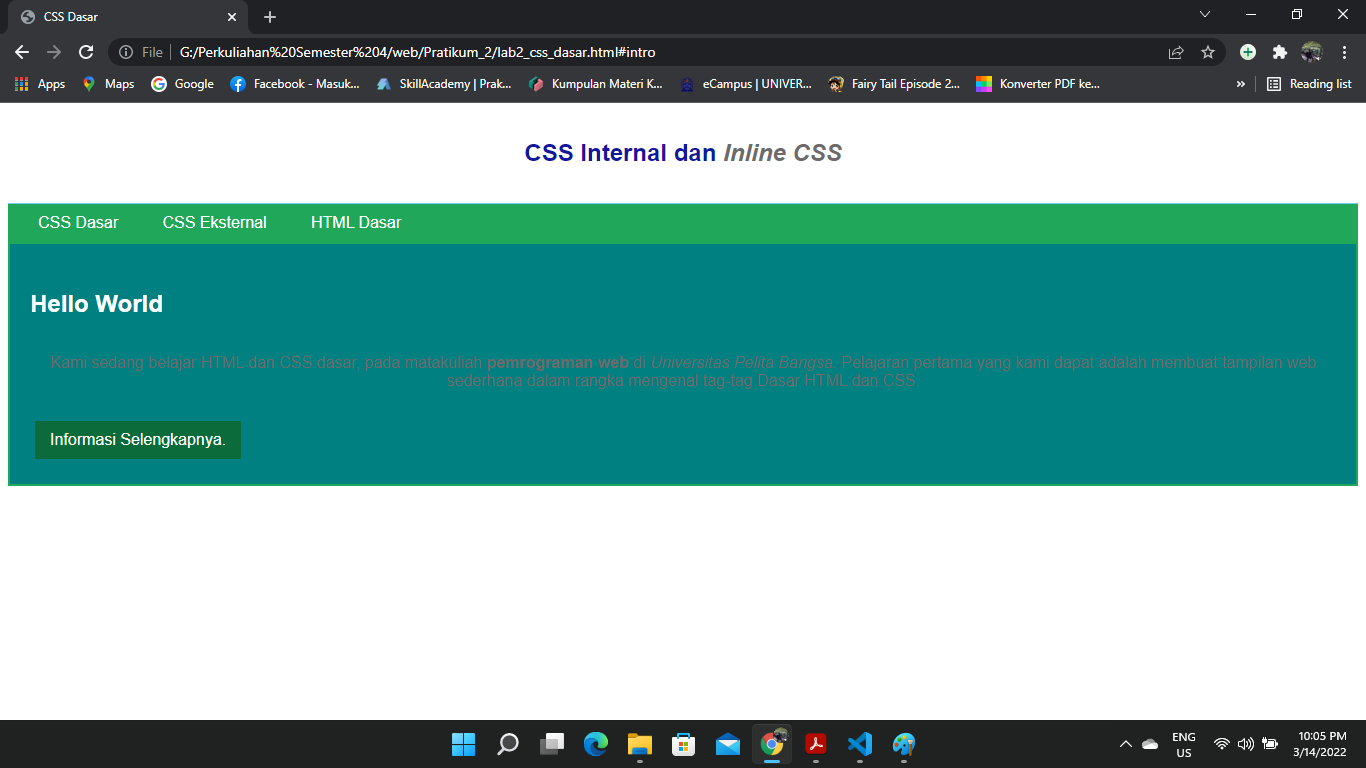 CSS Dasar
File
G:/Perkuliahan%20Semester%204/web/Pratikum_2/lab2_css_dasar.html#intro
Apps Maps Google Facebook - Masuk... SkillAcademy | Prak... Kumpulan Materi K... eCampus | UNIVER... Fairy Tail Episode 2... Konverter PDF ke... » Reading list
CSS Internal dan Inline CSS
CSS Dasar CSS Eksternal HTML Dasar
Hello World
Kami sedang belajar HTML dan CSS dasar, pada matakuliah pemrograman web di Universitas Pelita Bangsa. Pelajaran pertama yang kami dapat adalah membuat tampilan web
sederhana dalam rangka mengenal tag-tag Dasar HTML dan CSS
Informasi Selengkapnya.
ENG
US
10:05 PM
3/14/2022